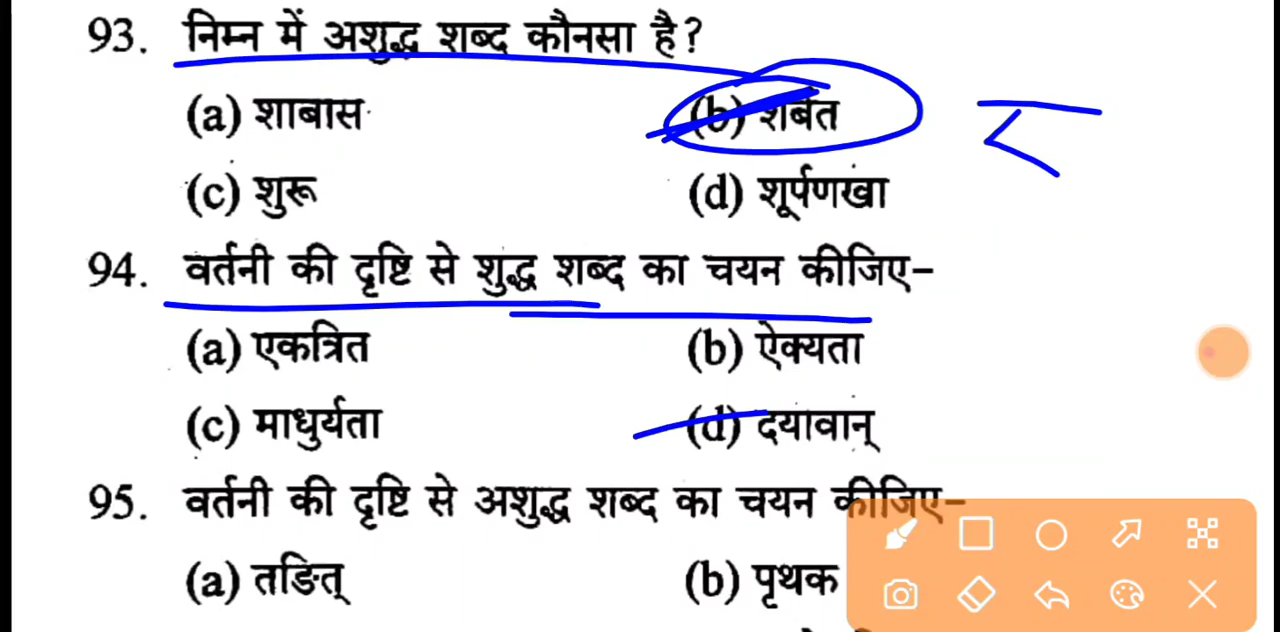 93. निम्न में अशुद्ध शब्द कौनसा है?
(a) शाबास (b) शर्बत
(c) शुरू (d) शूर्पणखा
94. वर्तनी की दृष्टि से शुद्ध शब्द का चयन कीजिए-
(a) एकत्रित (b) ऐक्यता
(c) माधुर्यता (d) दयावान्
95. वर्तनी की दृष्टि से अशुद्ध शब्द का चयन कीजिए-
(a) तङित् (b) पृथक